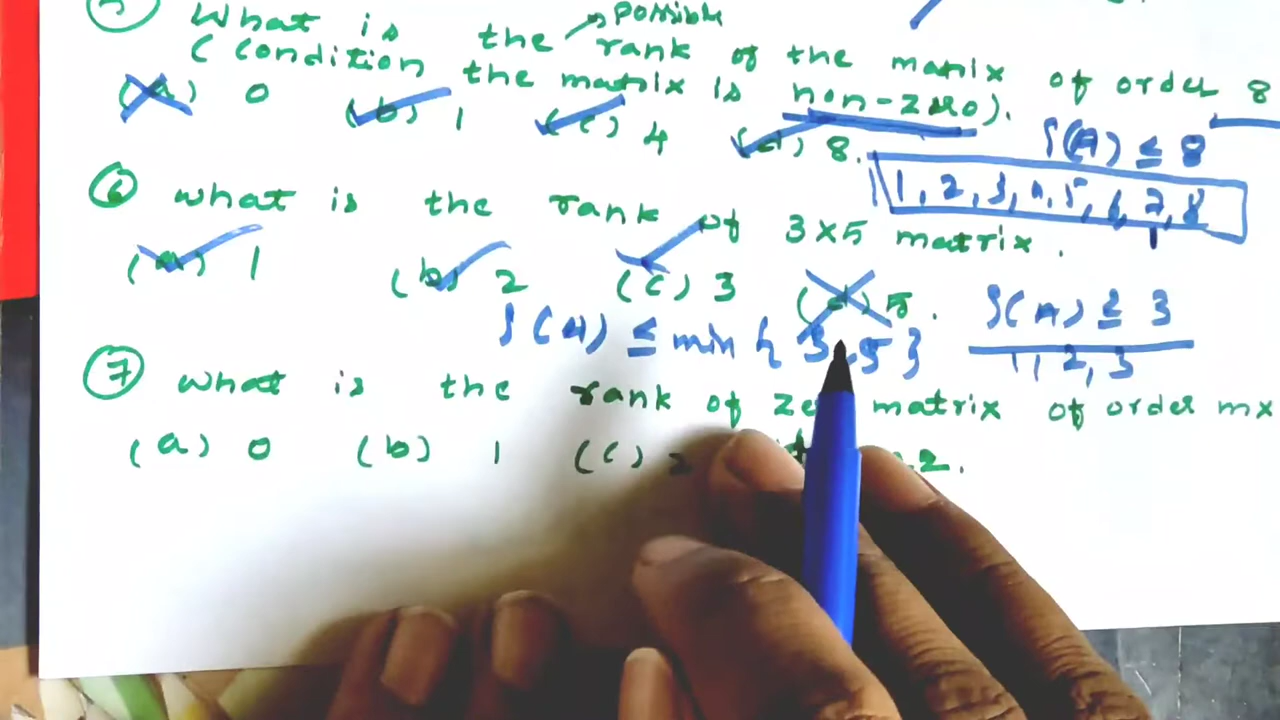 What is the possible rank of the matrix of order 8
(Condition the matrix is non-zero).
(a) 0 (b) 1 (c) 4 (d) 8.
ρ(A) ≤ 8
1, 2, 3, 4, 5, 6, 7, 8
6 what is the rank of 3x5 matrix.
(a) 1 (b) 2 (c) 3 (d) 5.
ρ(A) ≤ min { 3, 5 }
ρ(A) ≤ 3
1, 2, 3
7 what is the rank of matrix of order mx
(a) 0 (b) 1 (c) 2.